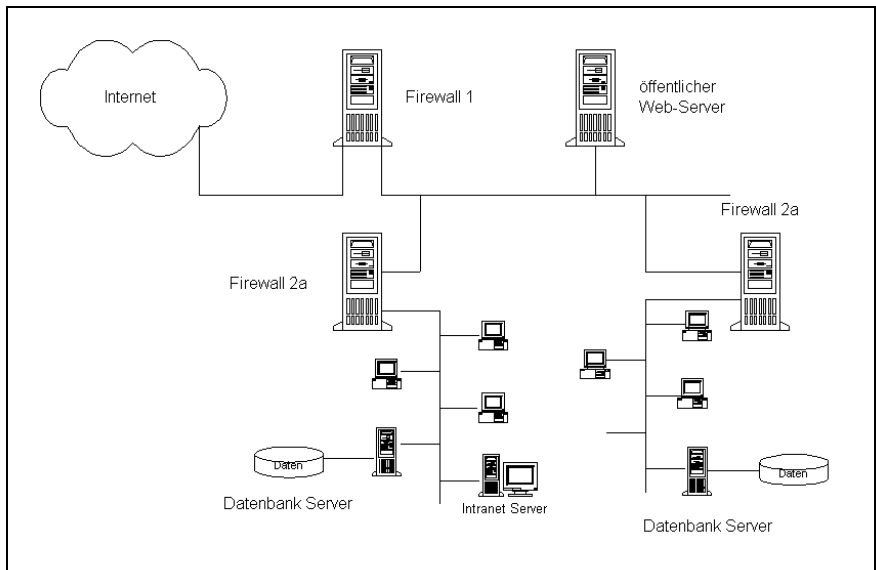 Internet
Firewall 1
öffentlicher
Web-Server
Firewall 2a
Firewall 2a
Daten
Datenbank Server
Intranet Server
Daten
Datenbank Server